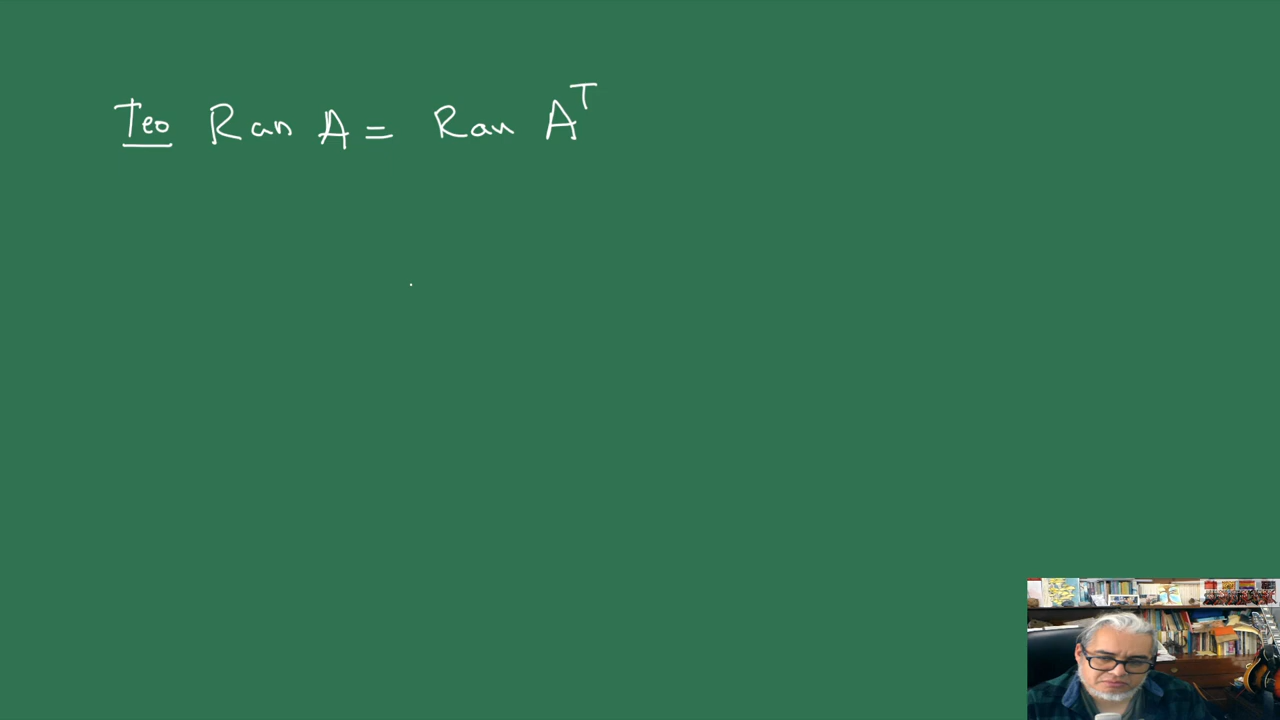 Teo Ran A = Ran A^T